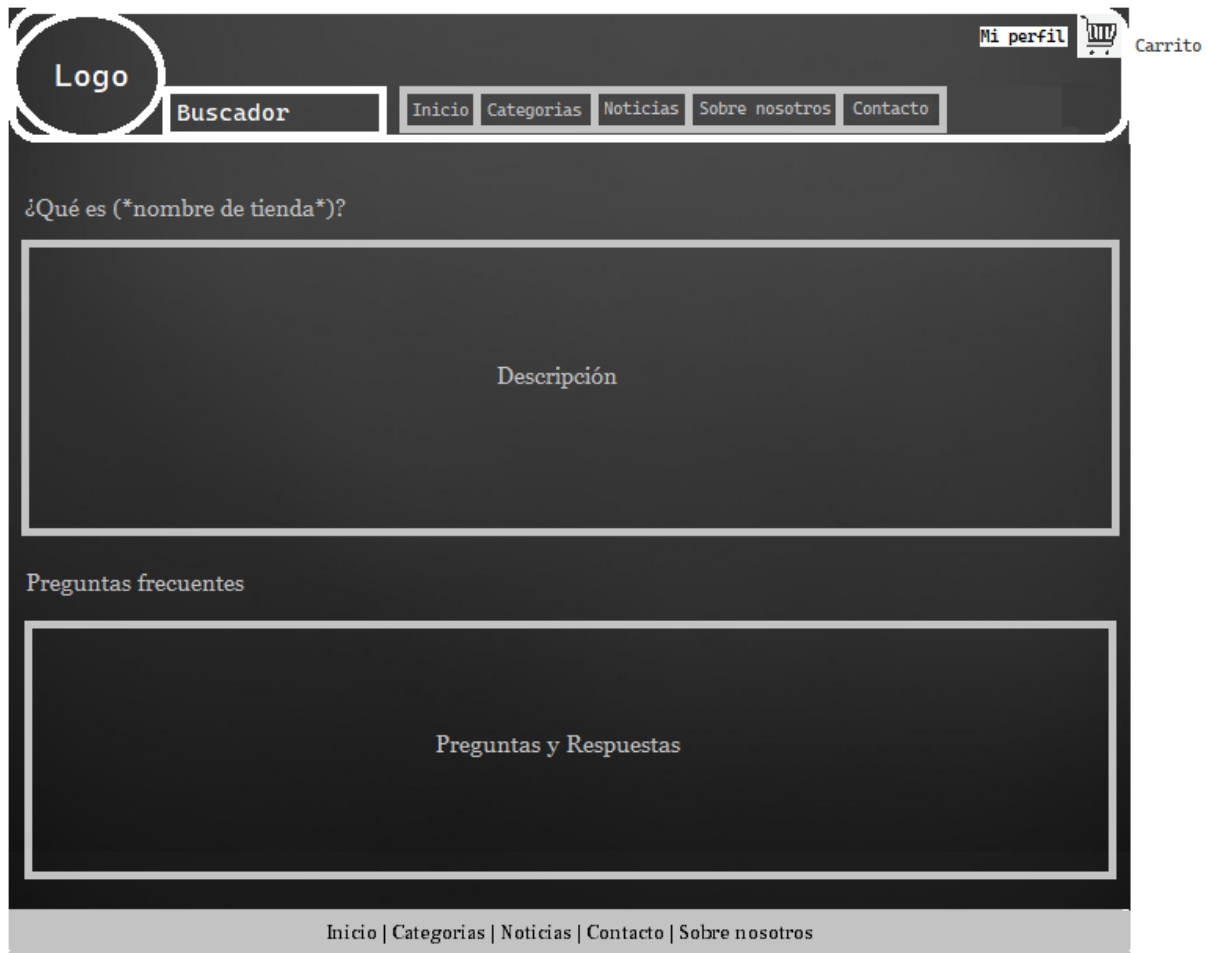 Mi perfil
Carrito
Logo
Buscador
Inicio Categorias Noticias Sobre nosotros Contacto
¿Qué es (*nombre de tienda*)?
Descripción
Preguntas frecuentes
Preguntas y Respuestas
Inicio | Categorias | Noticias | Contacto | Sobre nosotros